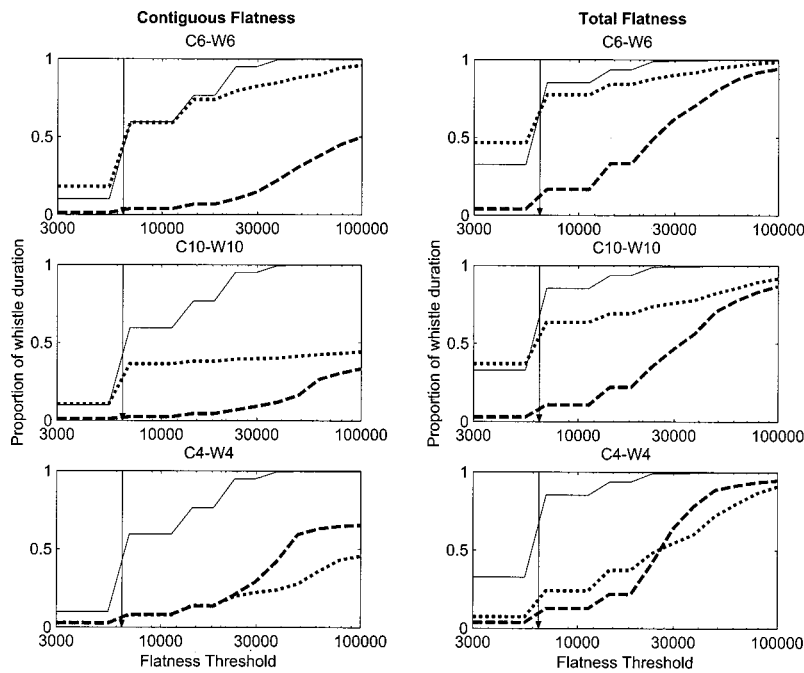 Contiguous Flatness
C6-W6
1
0.5
0
3000 10000 30000 100000
C10-W10
1
0.5
0
3000 10000 30000 100000
C4-W4
1
0.5
0
3000 10000 30000 100000
Flatness Threshold
Proportion of whistle duration
Total Flatness
C6-W6
1
0.5
0
3000 10000 30000 100000
C10-W10
1
0.5
0
3000 10000 30000 100000
C4-W4
1
0.5
0
3000 10000 30000 100000
Flatness Threshold
Proportion of whistle duration